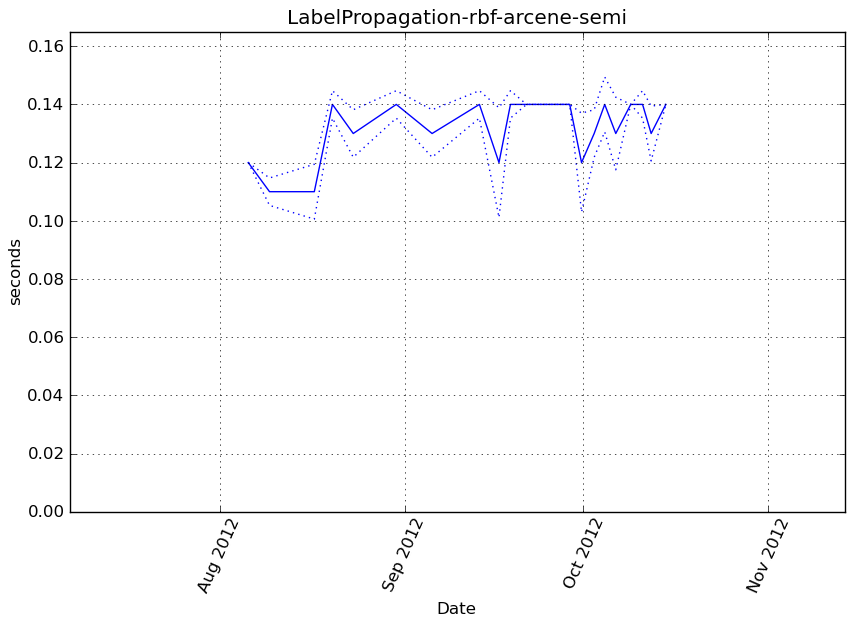 LabelPropagation-rbf-arcene-semi
0.16
0.14
0.12
0.10
0.08
0.06
0.04
0.02
0.00
seconds
Aug 2012
Sep 2012
Oct 2012
Nov 2012
Date